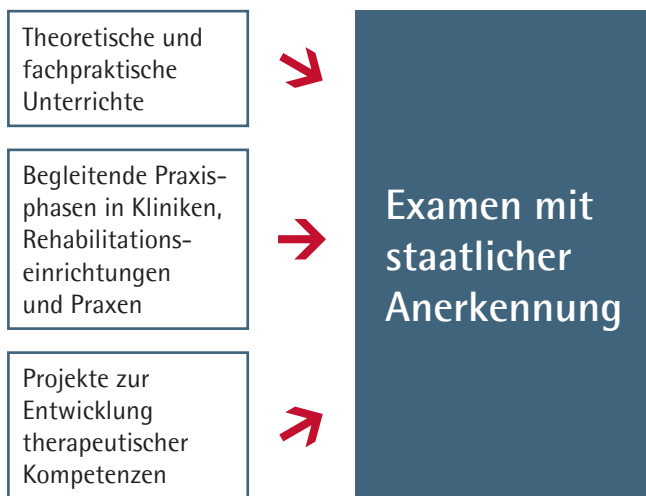 Theoretische und
fachpraktische
Unterrichte
Begleitende Praxis-
phasen in Kliniken,
Rehabilitations-
einrichtungen
und Praxen
Projekte zur
Entwicklung
therapeutischer
Kompetenzen
Examen mit
staatlicher
Anerkennung